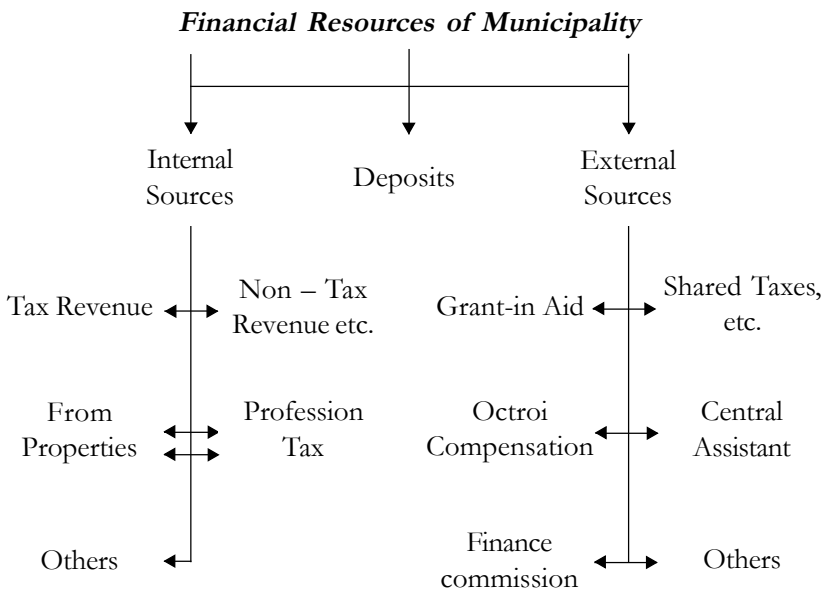 Financial Resources of Municipality
Internal
Sources
Deposits
External
Sources
Tax Revenue
Non – Tax
Revenue etc.
Grant-in Aid
Shared Taxes,
etc.
From
Properties
Profession
Tax
Octroi
Compensation
Central
Assistant
Others
Finance
commission
Others